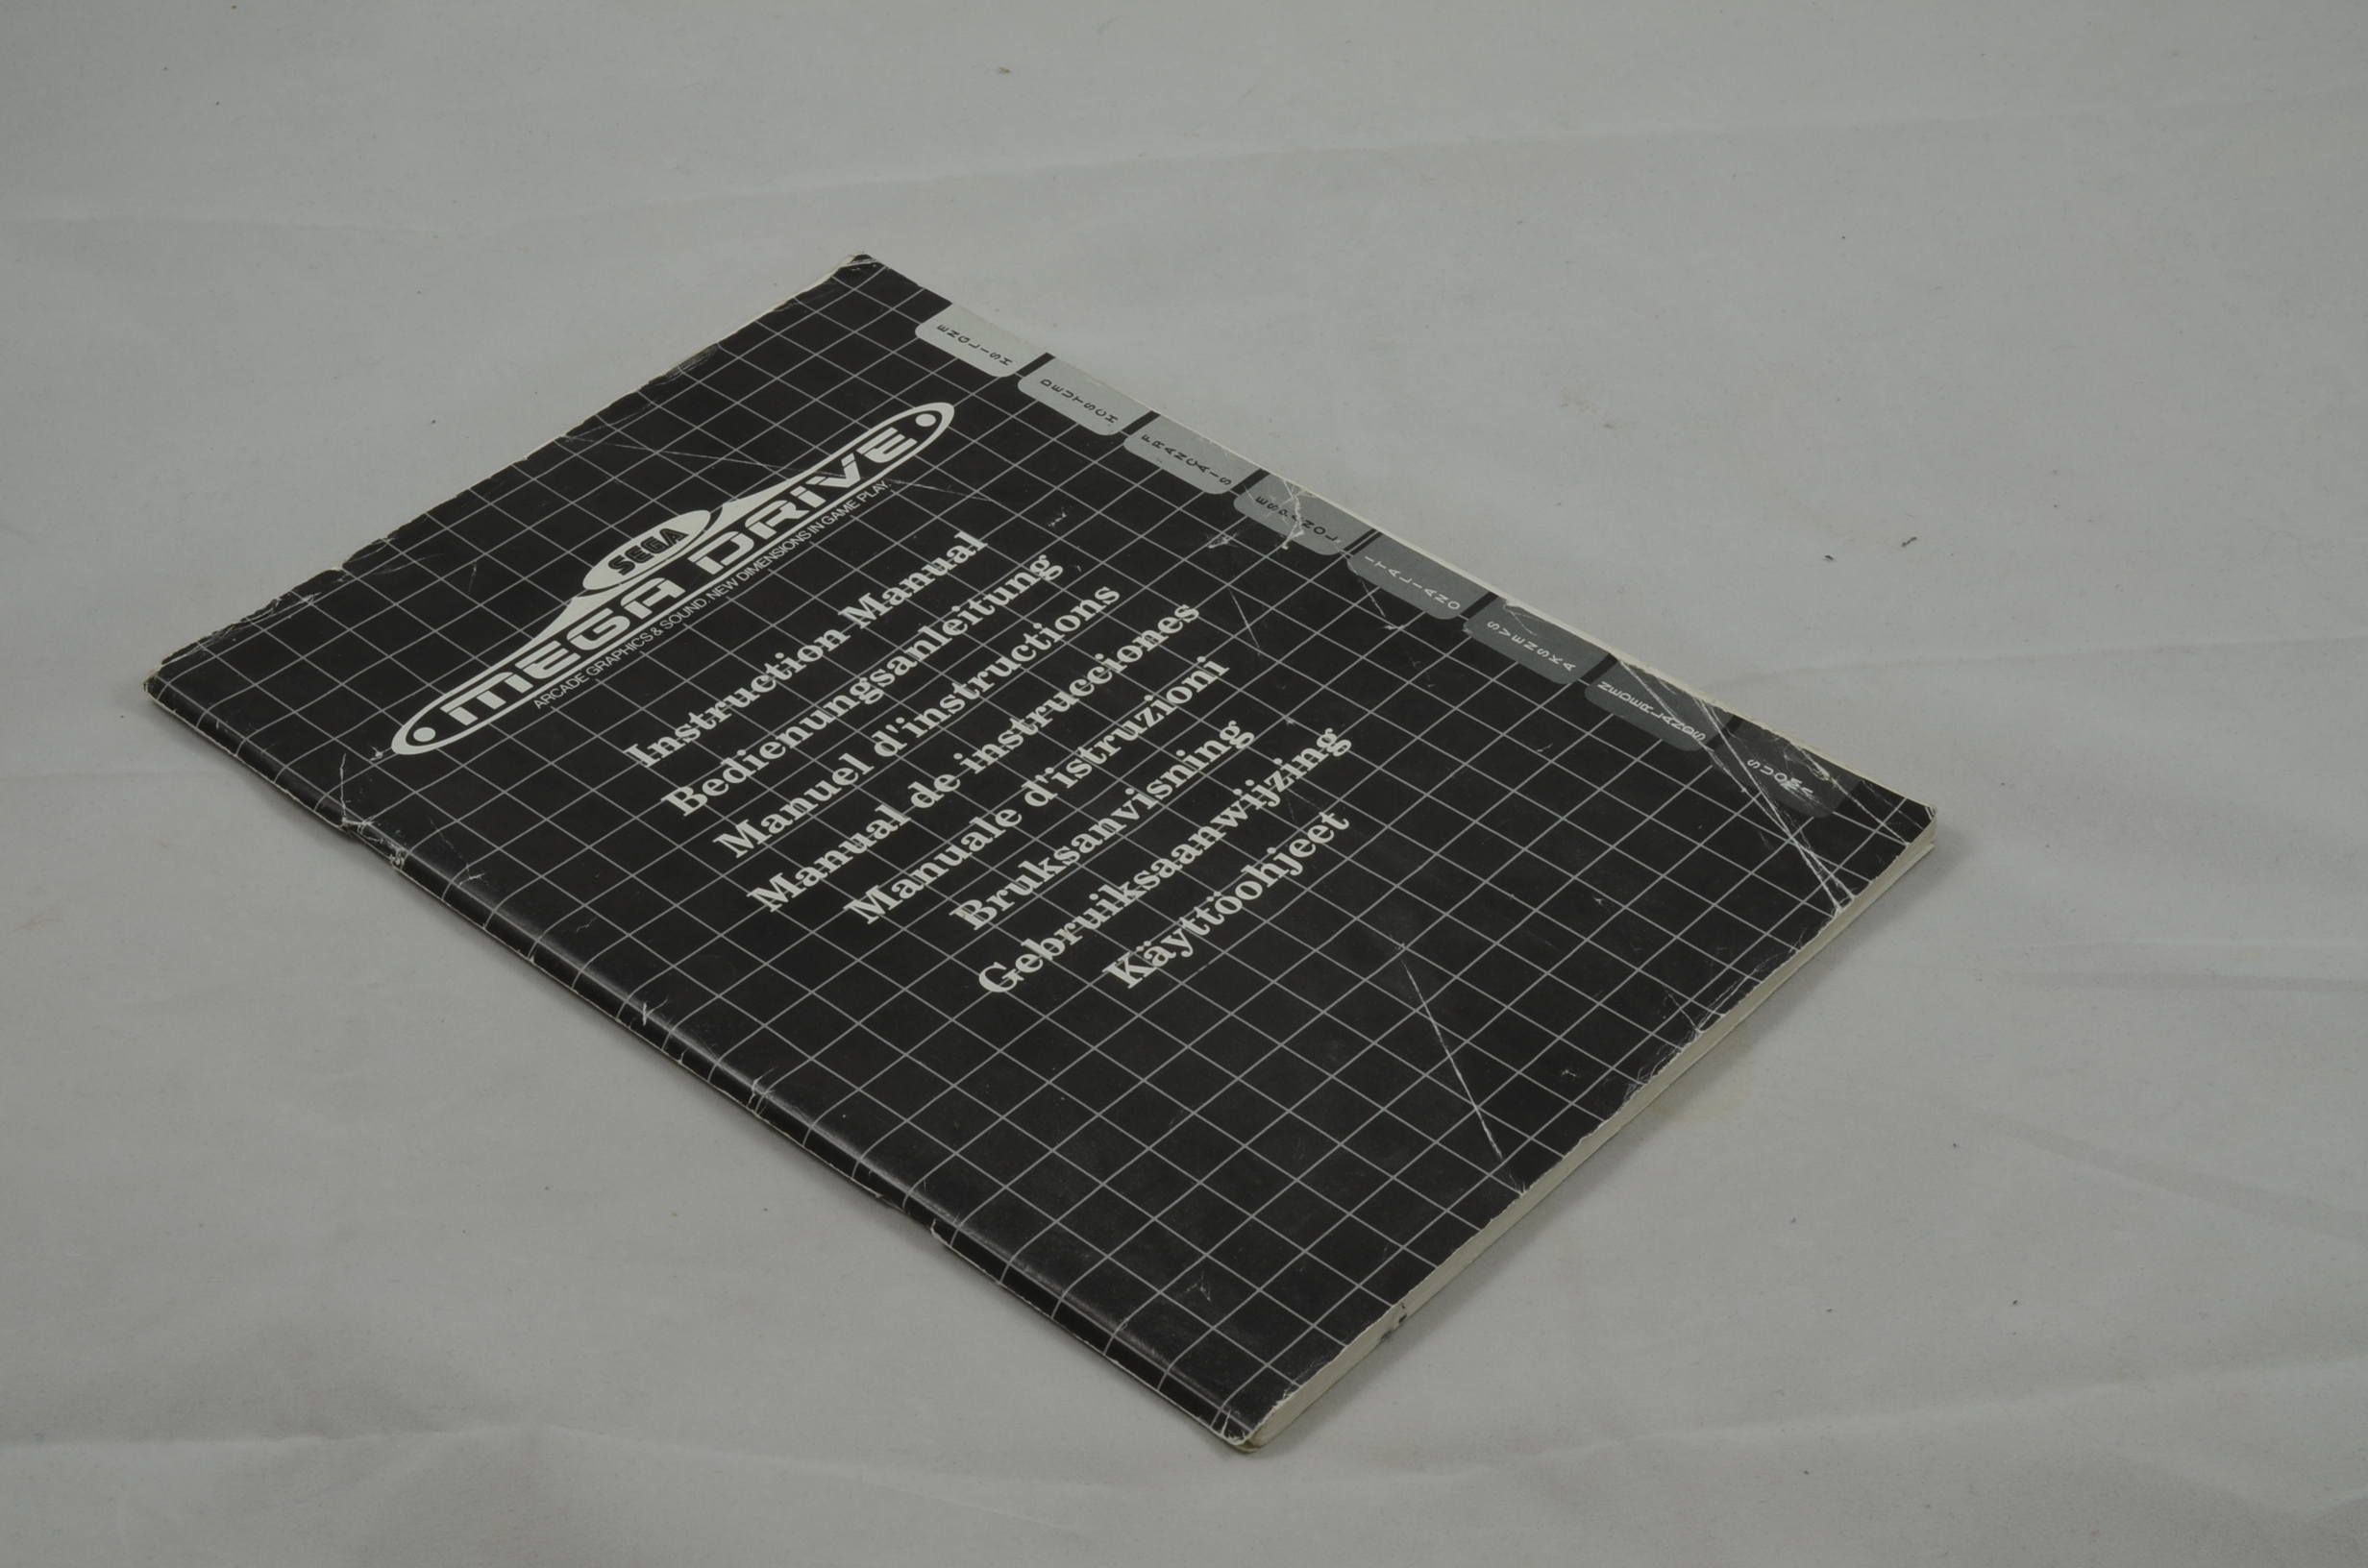 SEGA
MEGA DRIVE
ARCADE GRAPHICS & SOUND. NEW DIMENSIONS IN GAME PLAY.
Instruction Manual
Bedienungsanleitung
Manuel d'instructions
Manual de instrucciones
Manuale d'istruzioni
Bruksanvisning
Gebruiksaanwijzing
Käyttöohjeet
ENGLISH
DEUTSCH
FRANÇAIS
ESPAÑOL
ITALIANO
SVENSKA
NEDERLANDS